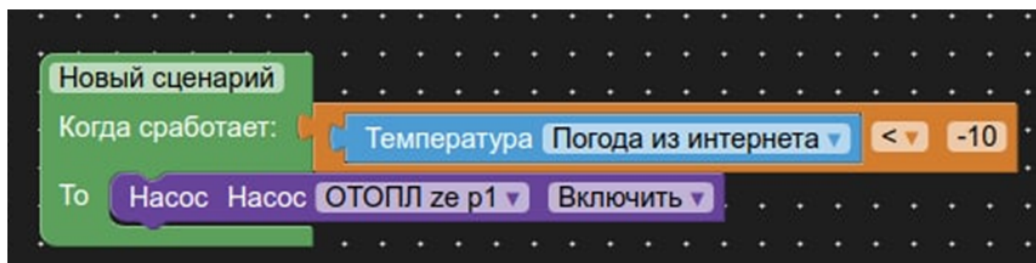 Новый сценарий
Когда сработает: Температура Погода из интернета < -10
То Насос Насос ОТОПЛ ze p1 Включить